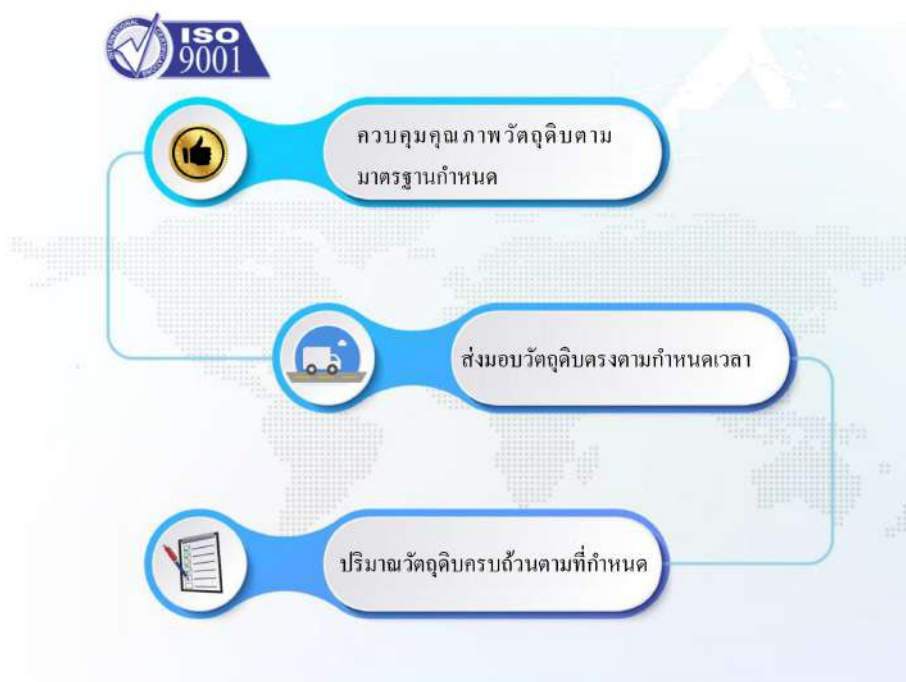 ISO
9001
ควบคุมคุณภาพวัตถุดิบตาม
มาตรฐานกำหนด
ส่งมอบวัตถุดิบตรงตามกำหนดเวลา
ปริมาณวัตถุดิบครบถ้วนตามที่กำหนด